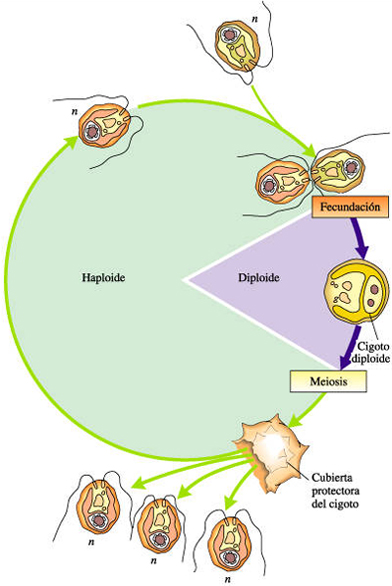 n
n
Fecundación
Haploide
Diploide
Cigoto
diploide
Meiosis
Cubierta
protectora
del cigoto
n
n
n